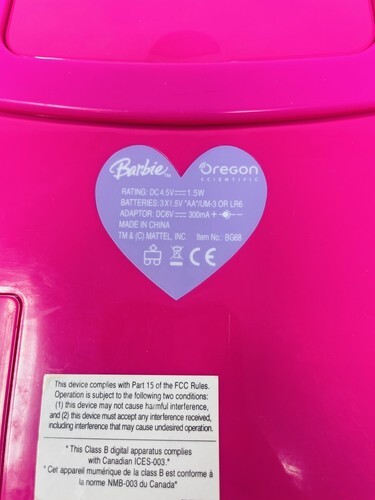 Barbie™ Oregon
SCIENTIFIC
RATING: DC 4.5V⎓ 1.5W
BATTERIES: 3X1.5V "AA"/UM-3 OR LR6
ADAPTOR: DC6V⎓ 300mA
MADE IN CHINA
TM & (C) MATTEL, INC. Item No.: BG68
CE
This device complies with Part 15 of the FCC Rules.
Operation is subject to the following two conditions:
(1) this device may not cause harmful interference,
and (2) this device must accept any interference received,
including interference that may cause undesired operation.
"This Class B digital apparatus complies
with Canadian ICES-003."
"Cet appareil numérique de la class B est conforme à
la norme NMB-003 du Canada"